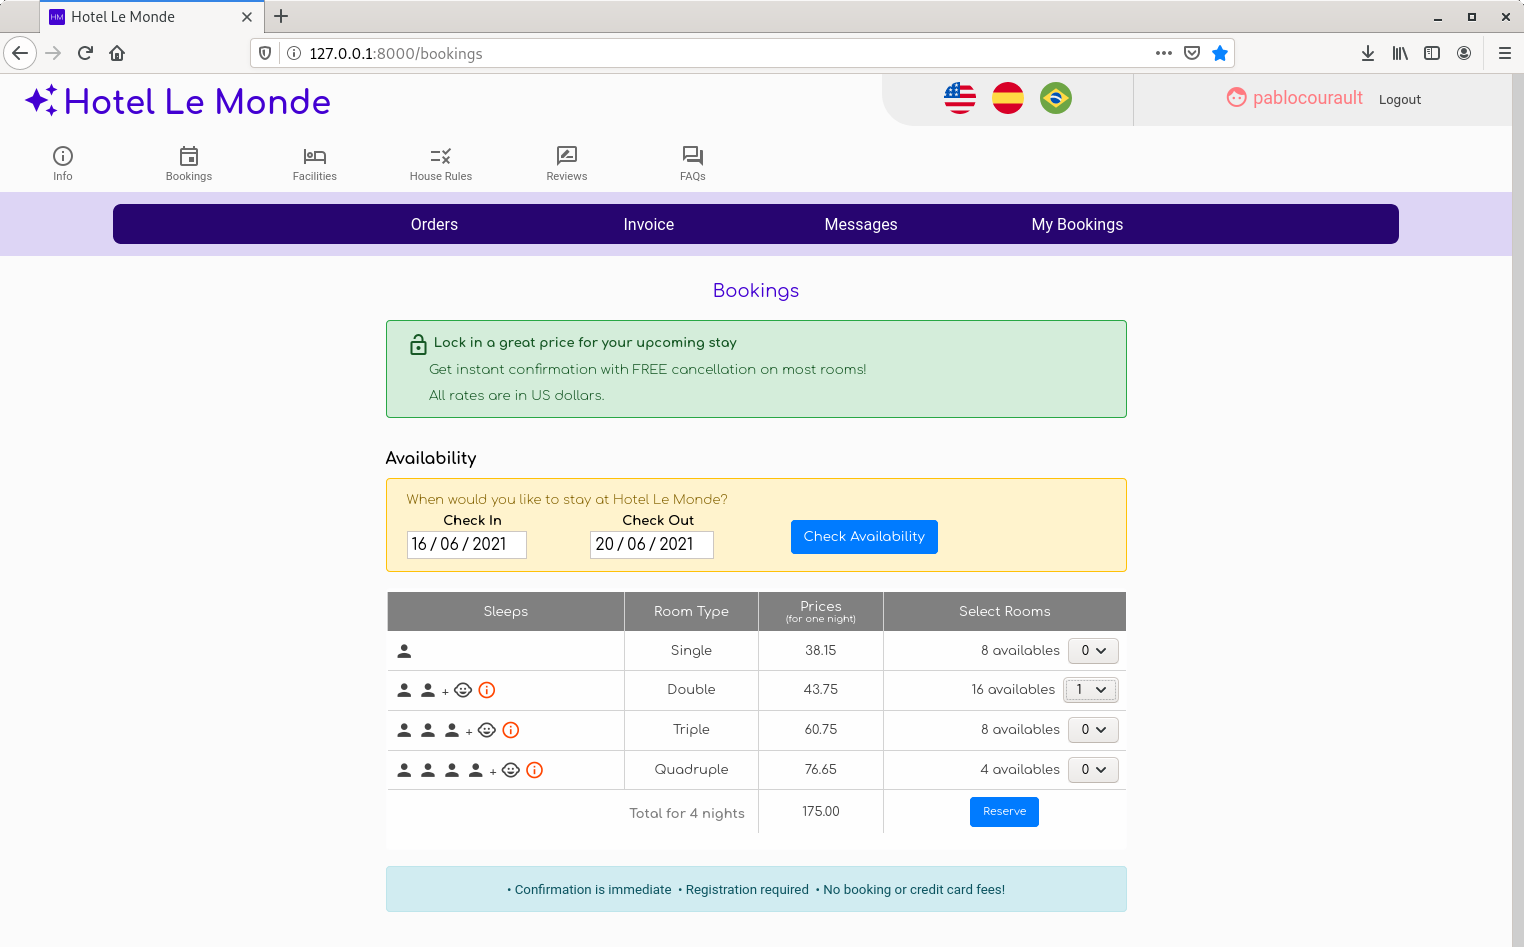 HM Hotel Le Monde
127.0.0.1:8000/bookings
Hotel Le Monde
pablocourault Logout
Info Bookings Facilities House Rules Reviews FAQs
Orders Invoice Messages My Bookings
Bookings
Lock in a great price for your upcoming stay
Get instant confirmation with FREE cancellation on most rooms!
All rates are in US dollars.
Availability
When would you like to stay at Hotel Le Monde?
Check In Check Out
16 / 06 / 2021 20 / 06 / 2021 Check Availability
Sleeps Room Type Prices Select Rooms
(for one night)
Single 38.15 8 availables 0
+ Double 43.75 16 availables 1
+ Triple 60.75 8 availables 0
+ Quadruple 76.65 4 availables 0
Total for 4 nights 175.00 Reserve
• Confirmation is immediate • Registration required • No booking or credit card fees!